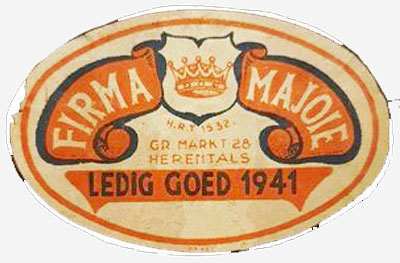 FIRMA MAJOIE
H.R.T 1532.
GR. MARKT 28
HERENTALS
LEDIG GOED 1941